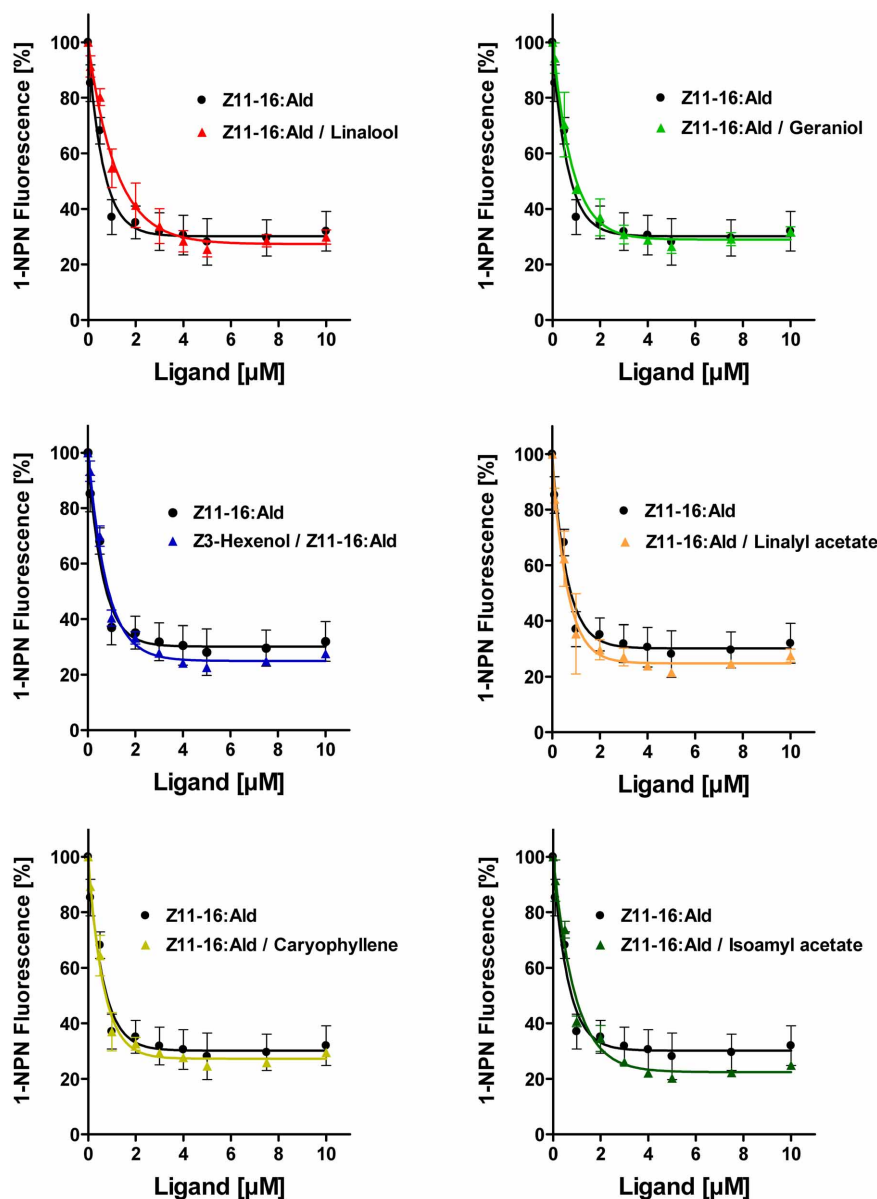 1-NPN Fluorescence [%]
100
80
60
40
20
0
Z11-16:Ald
Z11-16:Ald / Linalool
0 2 4 6 8 10
Ligand [µM]
1-NPN Fluorescence [%]
100
80
60
40
20
0
Z11-16:Ald
Z11-16:Ald / Geraniol
0 2 4 6 8 10
Ligand [µM]
1-NPN Fluorescence [%]
100
80
60
40
20
0
Z11-16:Ald
Z3-Hexenol / Z11-16:Ald
0 2 4 6 8 10
Ligand [µM]
1-NPN Fluorescence [%]
100
80
60
40
20
0
Z11-16:Ald
Z11-16:Ald / Linalyl acetate
0 2 4 6 8 10
Ligand [µM]
1-NPN Fluorescence [%]
100
80
60
40
20
0
Z11-16:Ald
Z11-16:Ald / Caryophyllene
0 2 4 6 8 10
Ligand [µM]
1-NPN Fluorescence [%]
100
80
60
40
20
0
Z11-16:Ald
Z11-16:Ald / Isoamyl acetate
0 2 4 6 8 10
Ligand [µM]